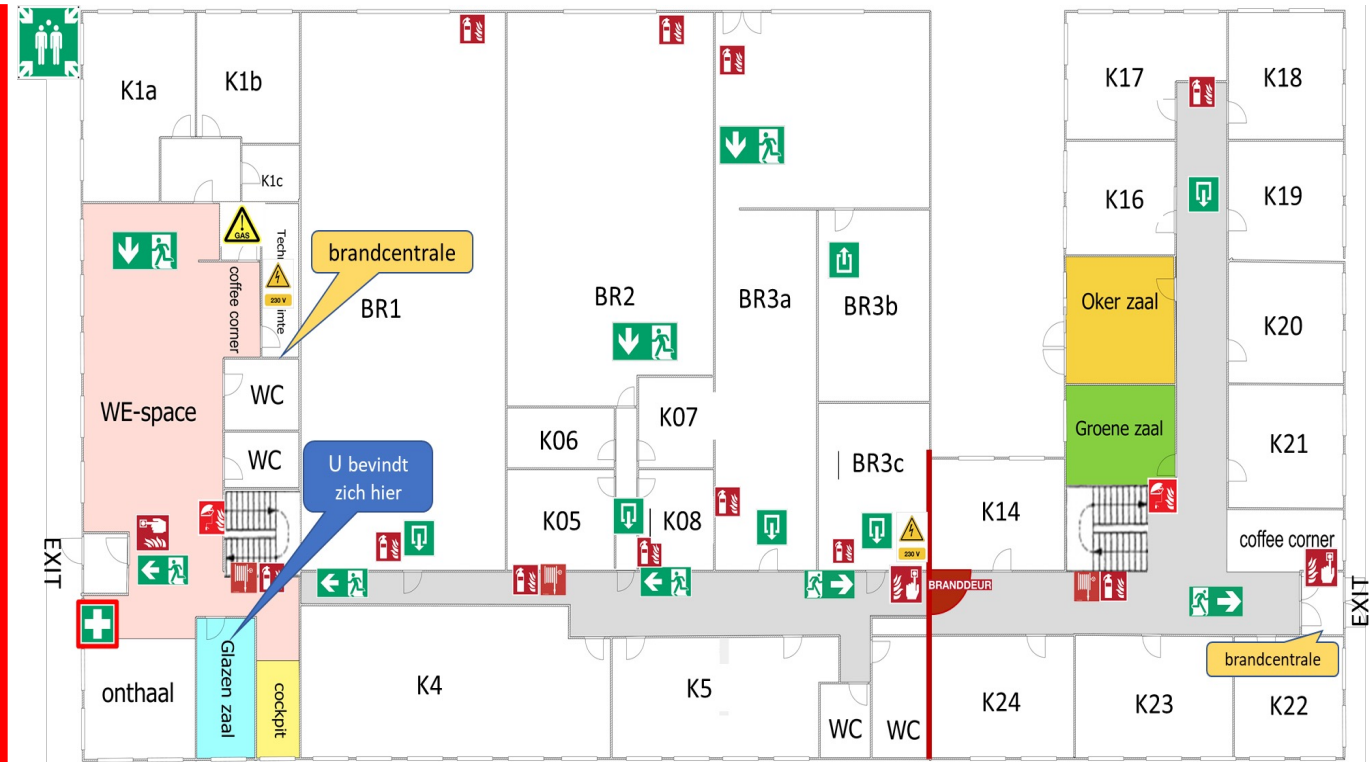 K1a
K1b
K17
K18
K1c
K16
K19
GAS
Techn
brandcentrale
230 V
imte
coffee corner
BR1
BR2
BR3a
BR3b
Oker zaal
K20
WC
WE-space
K06
K07
Groene zaal
K21
WC
U bevindt
zich hier
BR3c
K05
K08
K14
coffee corner
230 V
EXIT
BRANDDEUR
EXIT
onthaal
Glazen zaal
cockpit
K4
K5
WC
WC
K24
K23
brandcentrale
K22